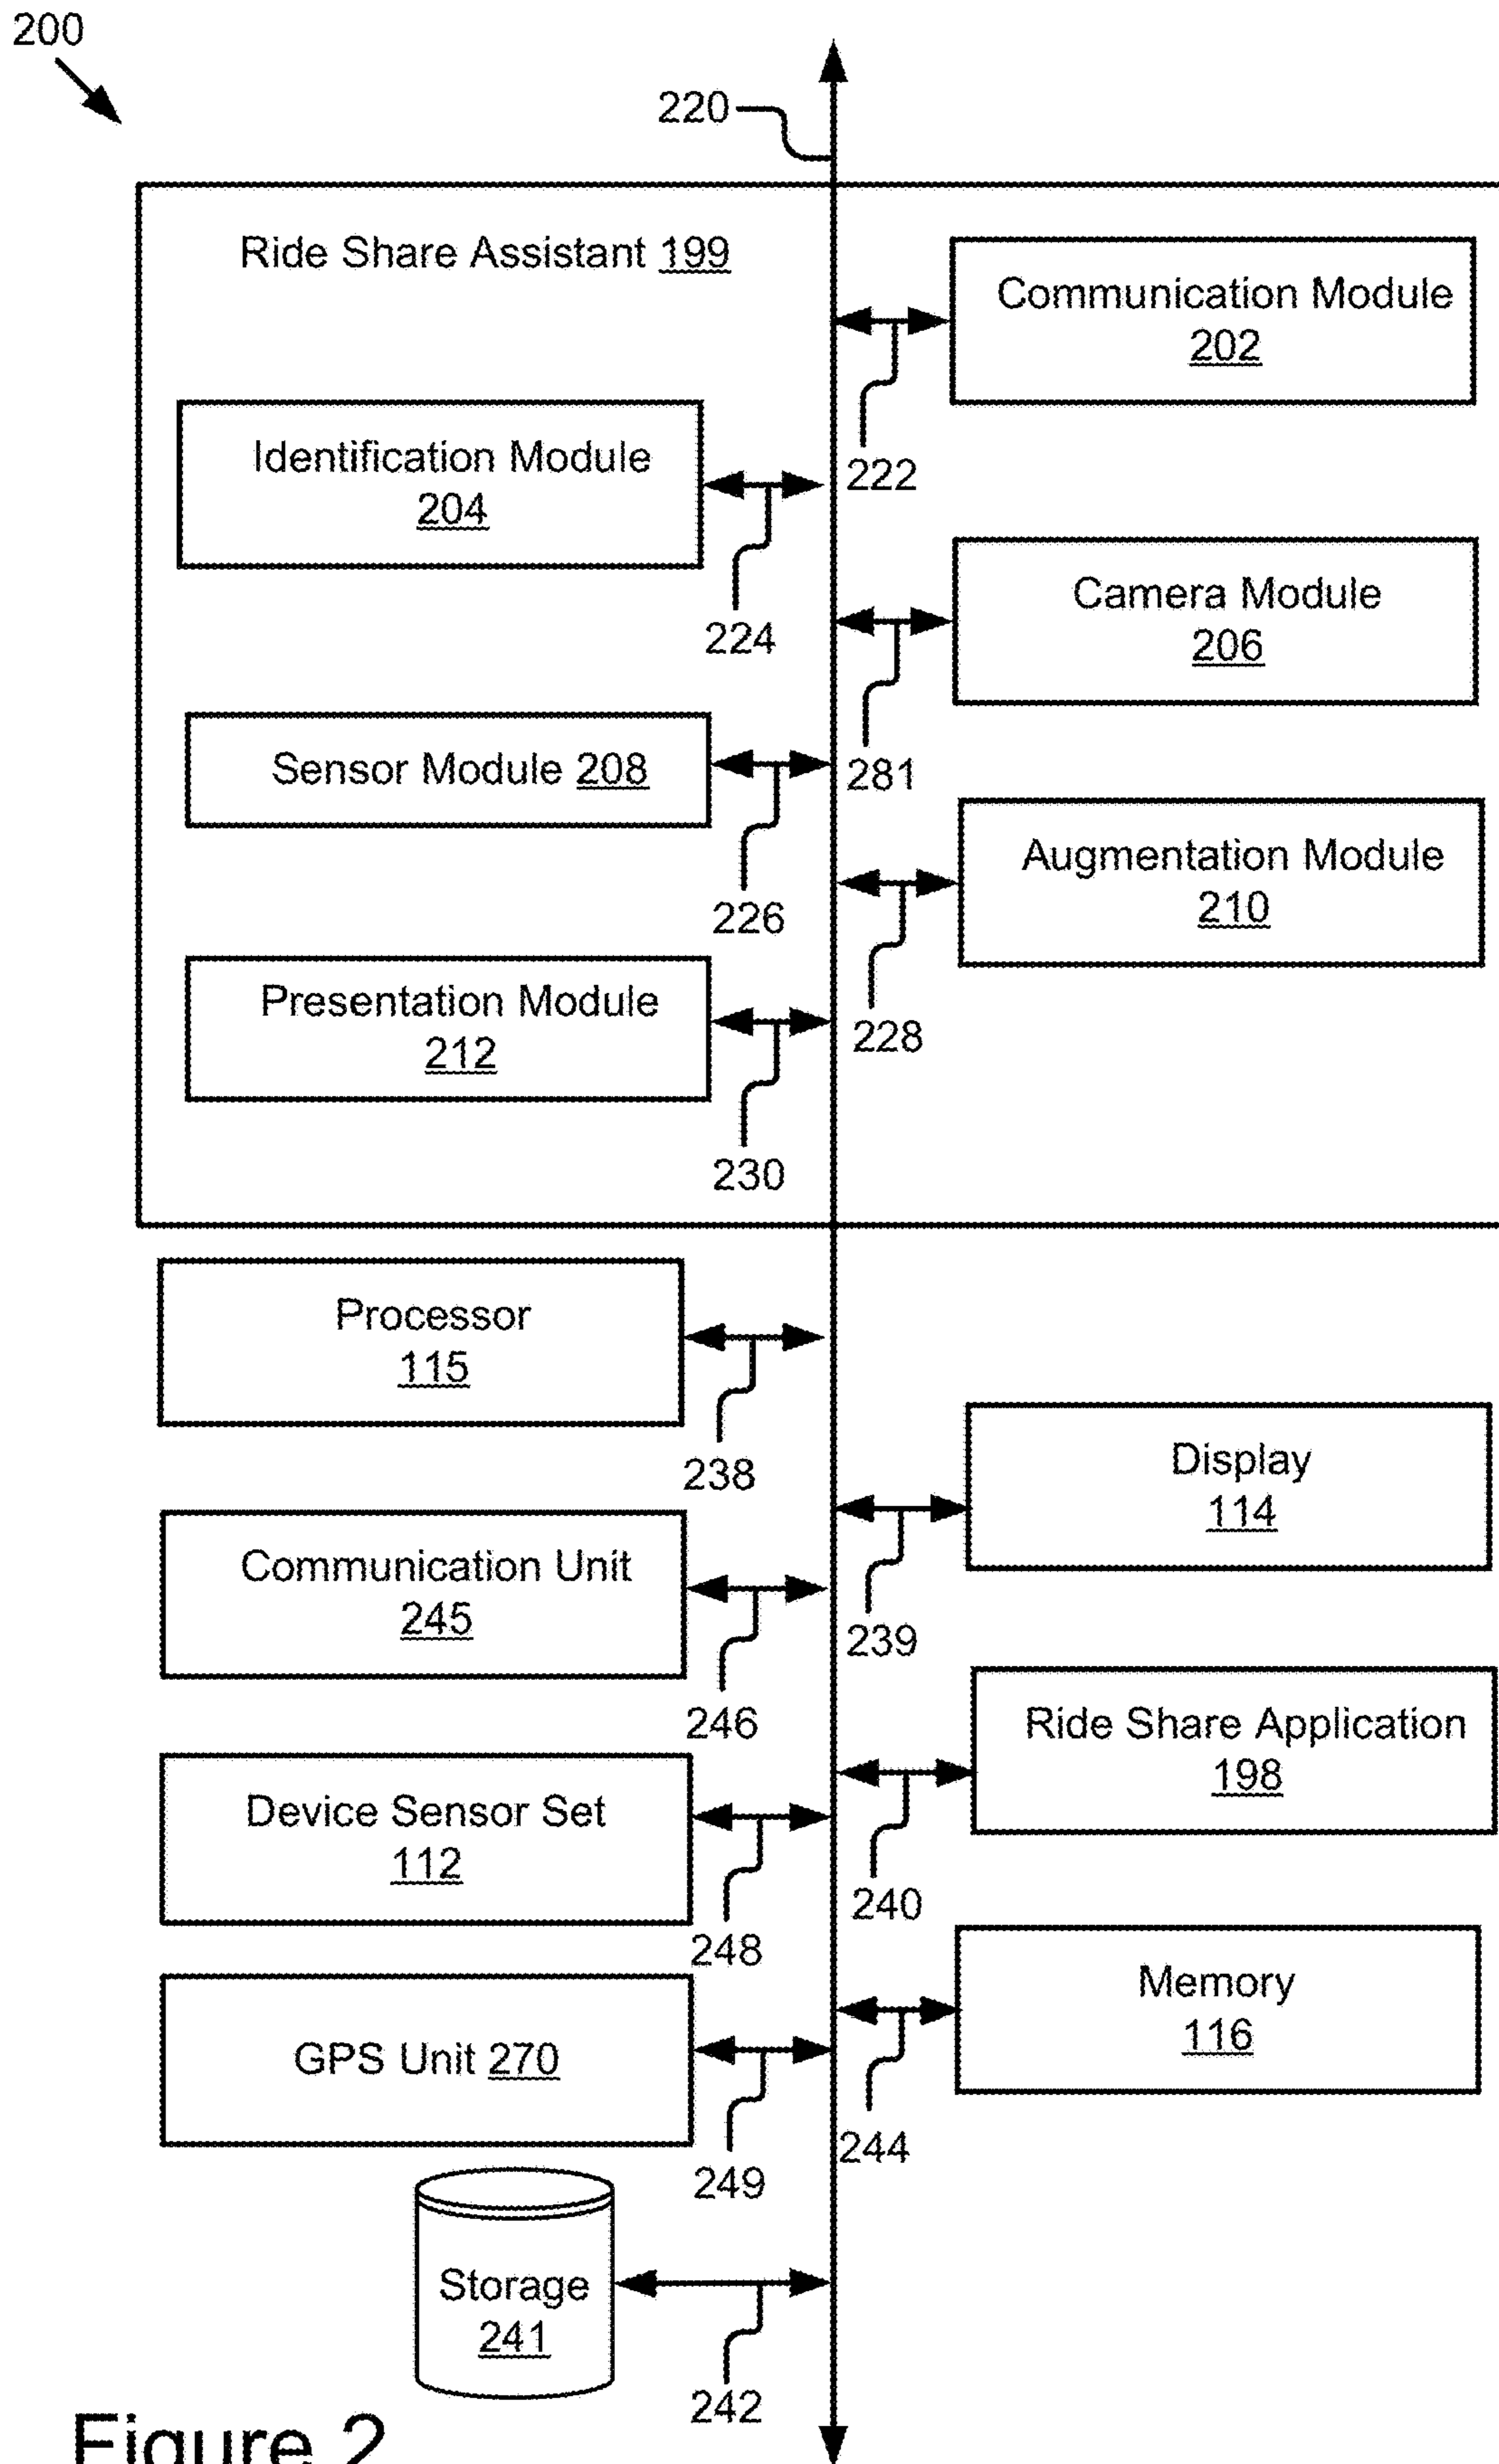 200
220
Ride Share Assistant 199
Communication Module
202
222
Identification Module
204
224
Camera Module
206
281
Sensor Module 208
226
Augmentation Module
210
228
Presentation Module
212
230
Processor
115
238
Display
114
239
Communication Unit
245
246
Ride Share Application
198
240
Device Sensor Set
112
248
Memory
116
244
GPS Unit 270
249
Storage
241
242
Figure 2